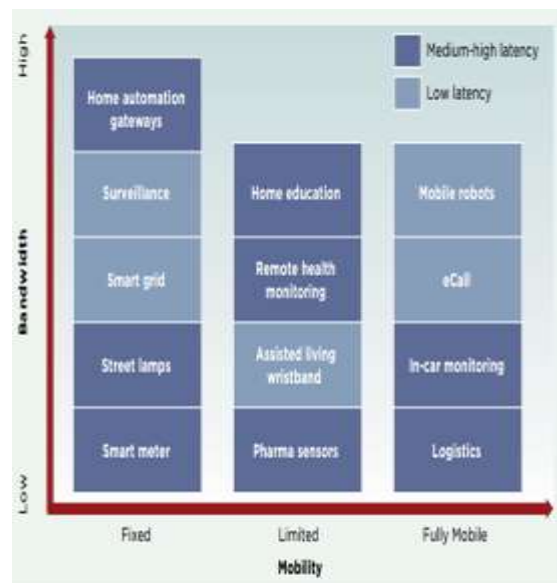 High
Medium-high latency
Low latency
Home automation
gateways
Surveillance
Home education
Mobile robots
Bandwidth
Smart grid
Remote health
monitoring
eCall
Street lamps
Assisted living
wristband
In-car monitoring
Smart meter
Pharma sensors
Logistics
Low
Fixed
Limited
Fully Mobile
Mobility